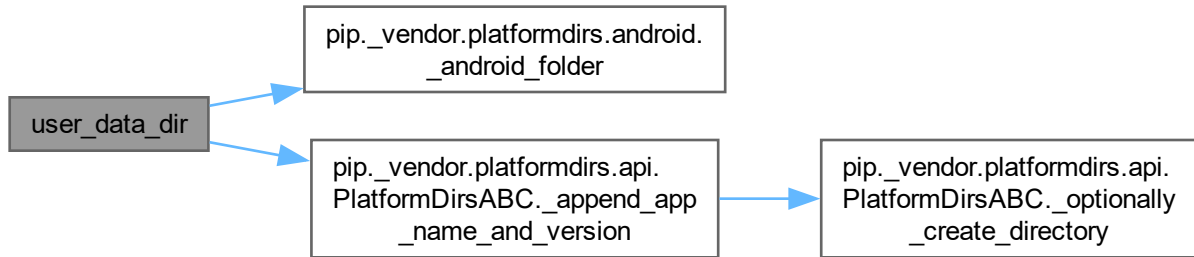 pip._vendor.platformdirs.android.
_android_folder
user_data_dir
pip._vendor.platformdirs.api.
PlatformDirsABC._append_app
_name_and_version
pip._vendor.platformdirs.api.
PlatformDirsABC._optionally
_create_directory